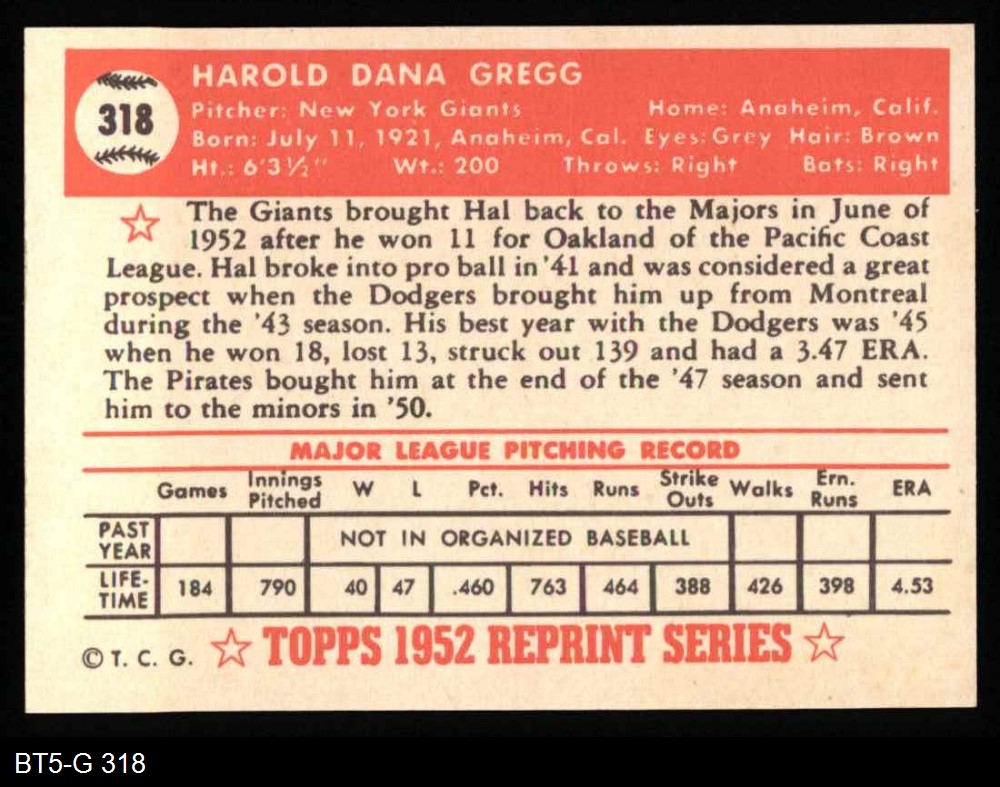 318
HAROLD DANA GREGG
Pitcher: New York Giants Home: Anaheim, Calif.
Born: July 11, 1921, Anaheim, Cal. Eyes: Grey Hair: Brown
Ht.: 6'3½" Wt.: 200 Throws: Right Bats: Right
The Giants brought Hal back to the Majors in June of
1952 after he won 11 for Oakland of the Pacific Coast
League. Hal broke into pro ball in '41 and was considered a great
prospect when the Dodgers brought him up from Montreal
during the '43 season. His best year with the Dodgers was '45
when he won 18, lost 13, struck out 139 and had a 3.47 ERA.
The Pirates bought him at the end of the '47 season and sent
him to the minors in '50.
MAJOR LEAGUE PITCHING RECORD
Games Innings Pitched W L Pct. Hits Runs Strike Outs Walks Ern. Runs ERA
PAST YEAR NOT IN ORGANIZED BASEBALL
LIFE-TIME 184 790 40 47 .460 763 464 388 426 398 4.53
© T. C. G. TOPPS 1952 REPRINT SERIES
BT5-G 318